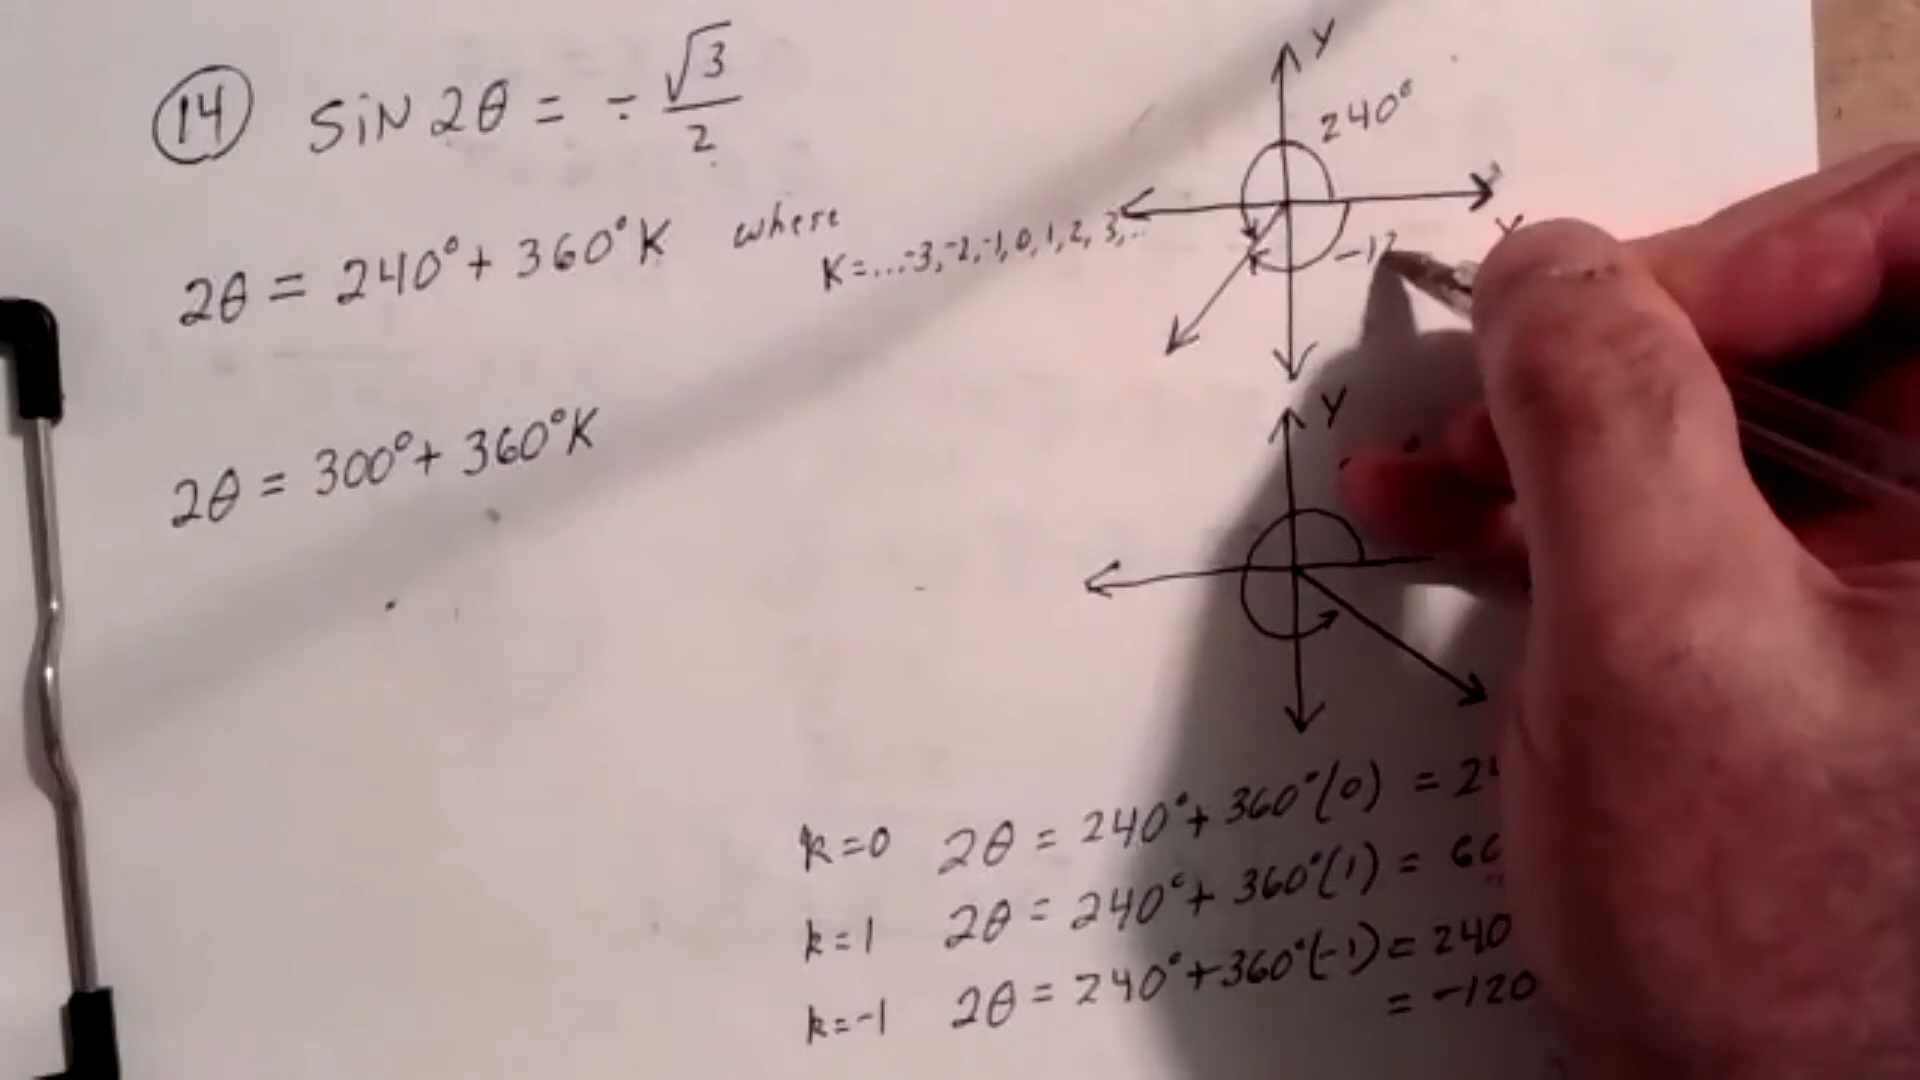 14 SiN 2θ = - √3/2
2θ = 240° + 360°K where
K = ...-3,-2,-1,0,1,2,3,...
2θ = 300° + 360°K
Y
240°
X
-12
Y
k=0 2θ = 240° + 360°(0) = 24
k=1 2θ = 240° + 360°(1) = 60
k=-1 2θ = 240° + 360°(-1) = 240
= -120